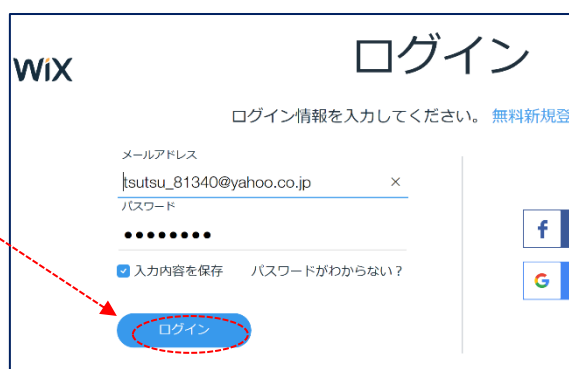 WiX
ログイン
ログイン情報を入力してください。 無料新規登
メールアドレス
tsutsu_81340@yahoo.co.jp ×
パスワード
●●●●●●●●
入力内容を保存 パスワードがわからない?
f
G
ログイン